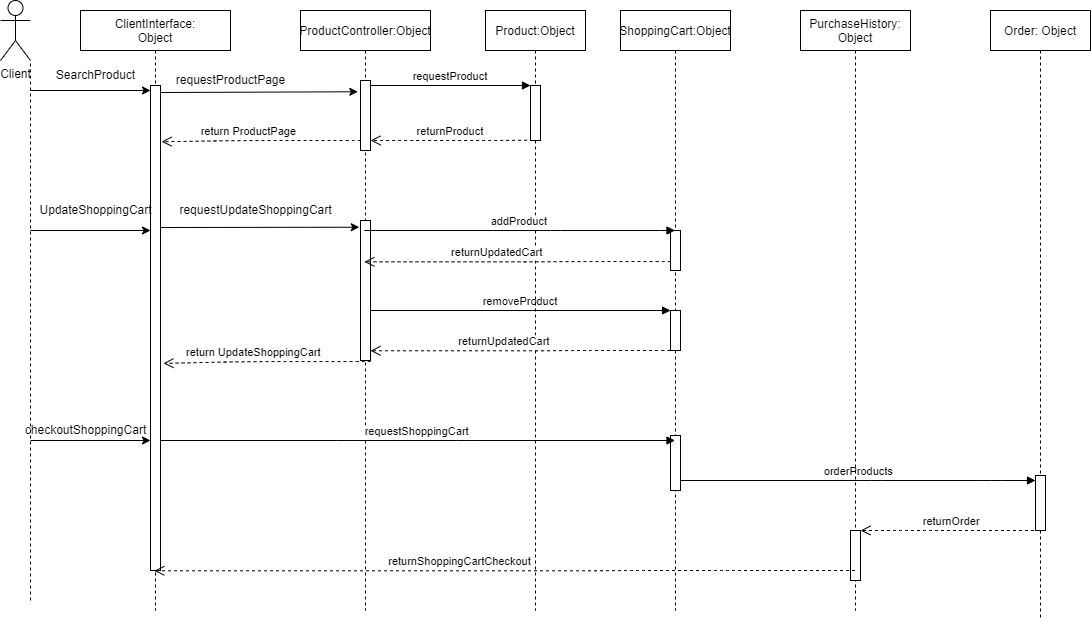 ClientInterface:
Object
ProductController:Object
Product:Object
ShoppingCart:Object
PurchaseHistory:
Object
Order: Object
Client
SearchProduct
requestProductPage
requestProduct
return ProductPage
returnProduct
UpdateShoppingCart
requestUpdateShoppingCart
addProduct
returnUpdatedCart
removeProduct
returnUpdatedCart
return UpdateShoppingCart
checkoutShoppingCart
requestShoppingCart
orderProducts
returnOrder
returnShoppingCartCheckout